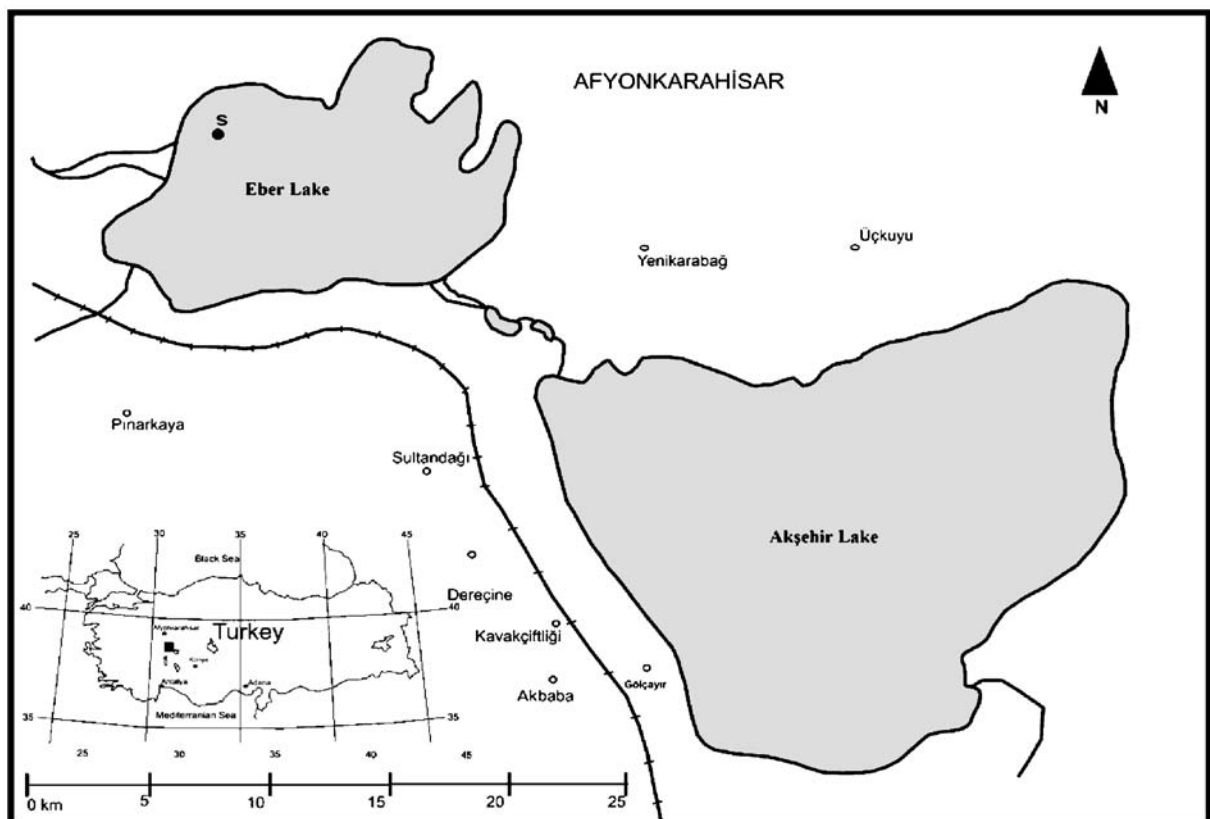 AFYONKARAHİSAR
N
S
Eber Lake
Üçkuyu
Yenikarabağ
Pınarkaya
Sultandağı
Akşehir Lake
Dereçine
Kavakçiftliği
Gölçayır
Akbaba
25 30 35 40 45
Black Sea
40 40
Afyonkarahisar
Turkey
Konya
Antalya Adana
Mediterranian Sea
35 35
25 30 35 40 45
0 km 5 10 15 20 25